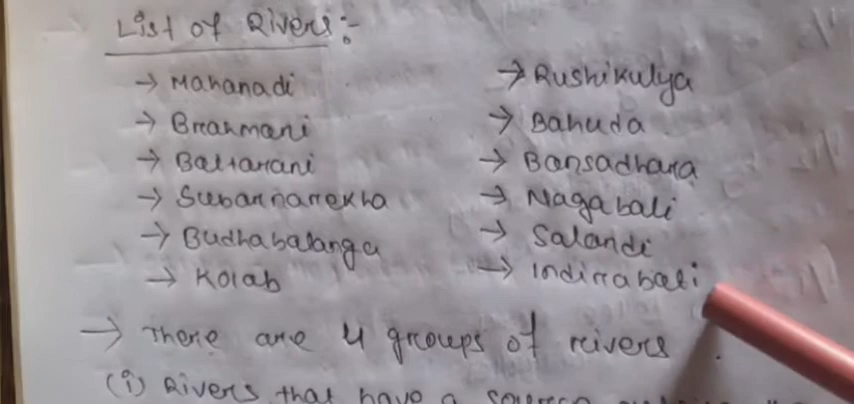 List of Rivers:-
→ Mahanadi
→ Brahmani
→ Baitarani
→ Subarnarekha
→ Budhabalanga
→ Kolab
→ Rushikulya
→ Bahuda
→ Bansadhara
→ Nagabali
→ Salandi
→ Indirabati
→ There are 4 groups of rivers.
(i) Rivers that have a source